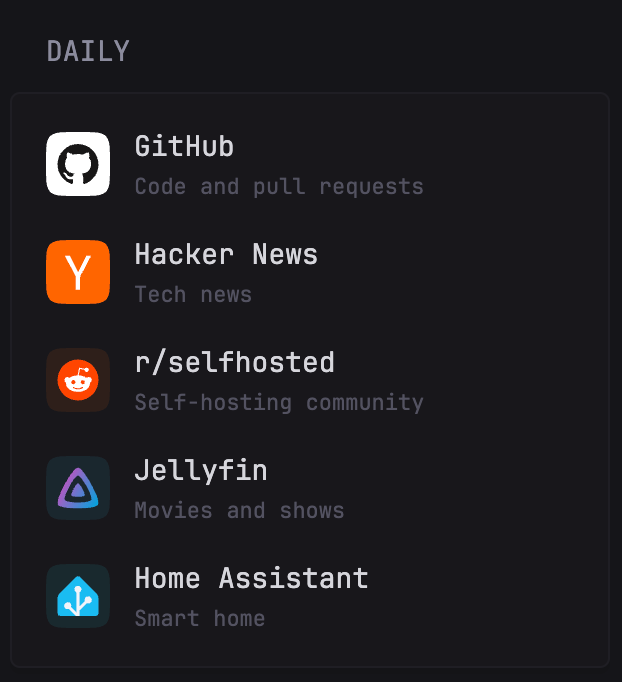 DAILY
GitHub
Code and pull requests
Y
Hacker News
Tech news
r/selfhosted
Self-hosting community
Jellyfin
Movies and shows
Home Assistant
Smart home